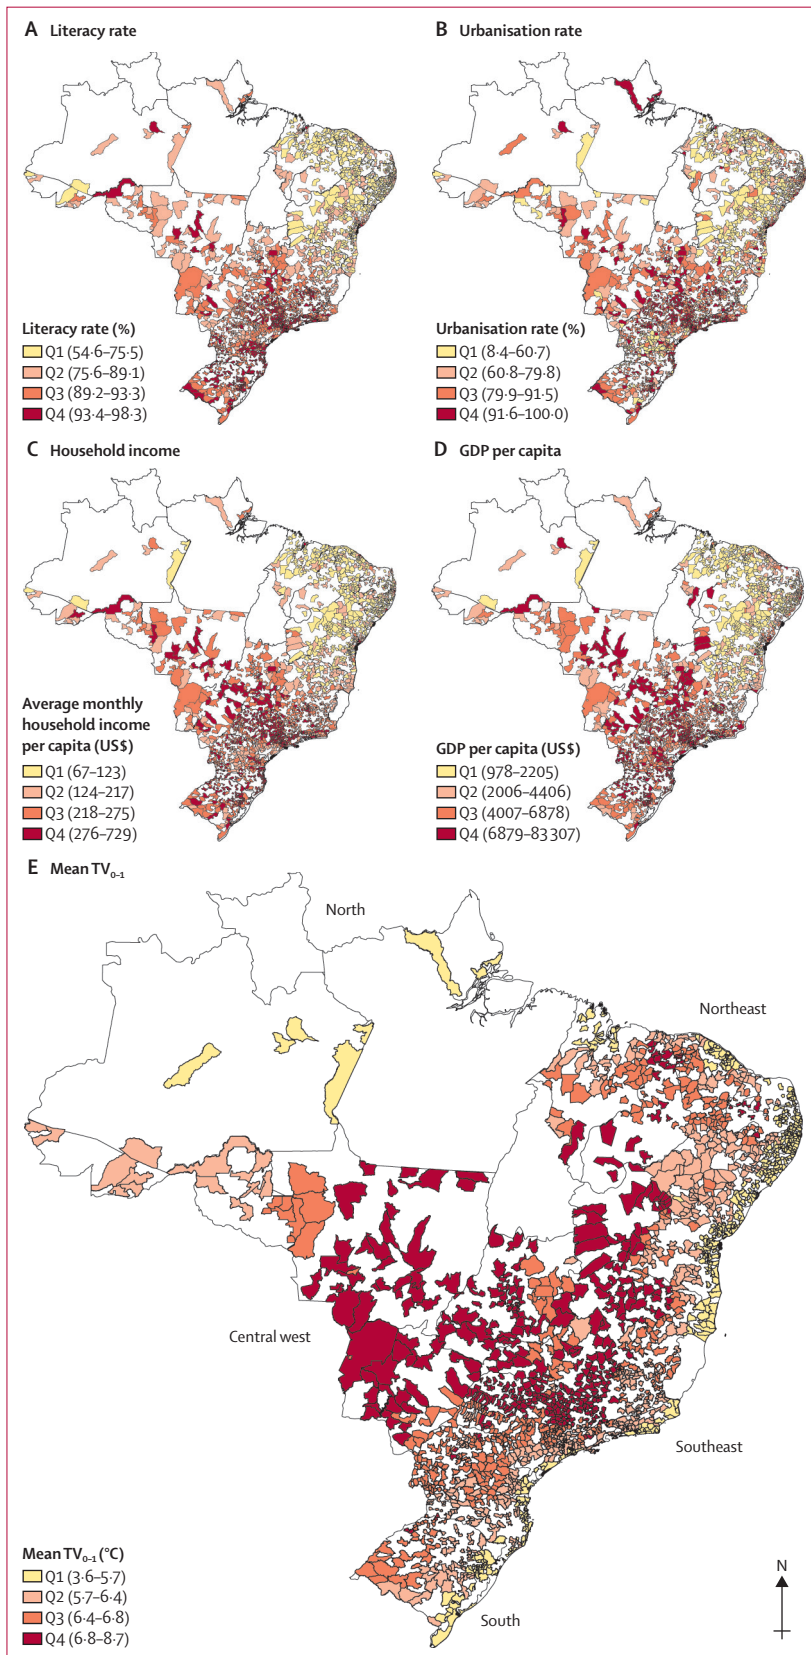 A Literacy rate
Literacy rate (%)
Q1 (54·6–75·5)
Q2 (75·6–89·1)
Q3 (89·2–93·3)
Q4 (93·4–98·3)
B Urbanisation rate
Urbanisation rate (%)
Q1 (8·4–60·7)
Q2 (60·8–79·8)
Q3 (79·9–91·5)
Q4 (91·6–100·0)
C Household income
Average monthly
household income
per capita (US$)
Q1 (67–123)
Q2 (124–217)
Q3 (218–275)
Q4 (276–729)
D GDP per capita
GDP per capita (US$)
Q1 (978–2205)
Q2 (2006–4406)
Q3 (4007–6878)
Q4 (6879–83307)
E Mean TV₀₋₁
North
Northeast
Central west
Southeast
South
Mean TV₀₋₁ (°C)
Q1 (3·6–5·7)
Q2 (5·7–6·4)
Q3 (6·4–6·8)
Q4 (6·8–8·7)
N